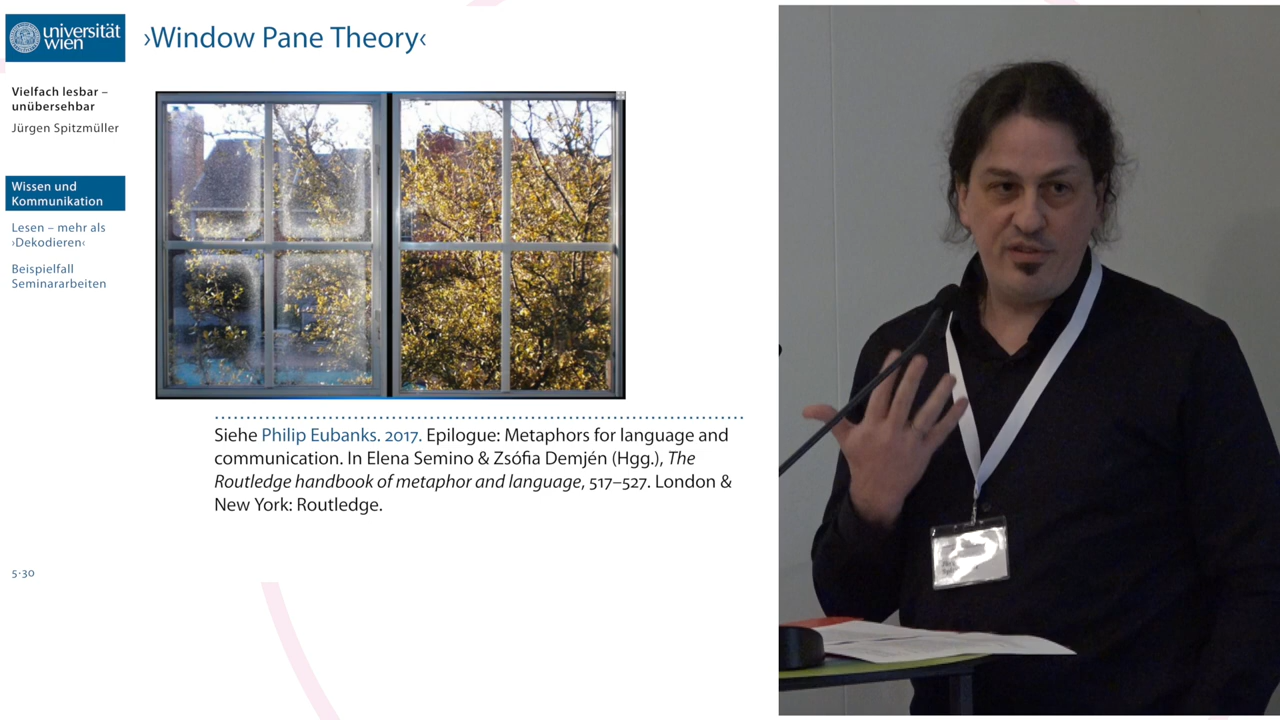 universität
wien
›Window Pane Theory‹
Vielfach lesbar –
unübersehbar
Jürgen Spitzmüller
Wissen und
Kommunikation
Lesen – mehr als
›Dekodieren‹
Beispielfall
Seminararbeiten
Siehe Philip Eubanks. 2017. Epilogue: Metaphors for language and
communication. In Elena Semino & Zsófia Demjén (Hgg.), The
Routledge handbook of metaphor and language, 517–527. London &
New York: Routledge.
5·30